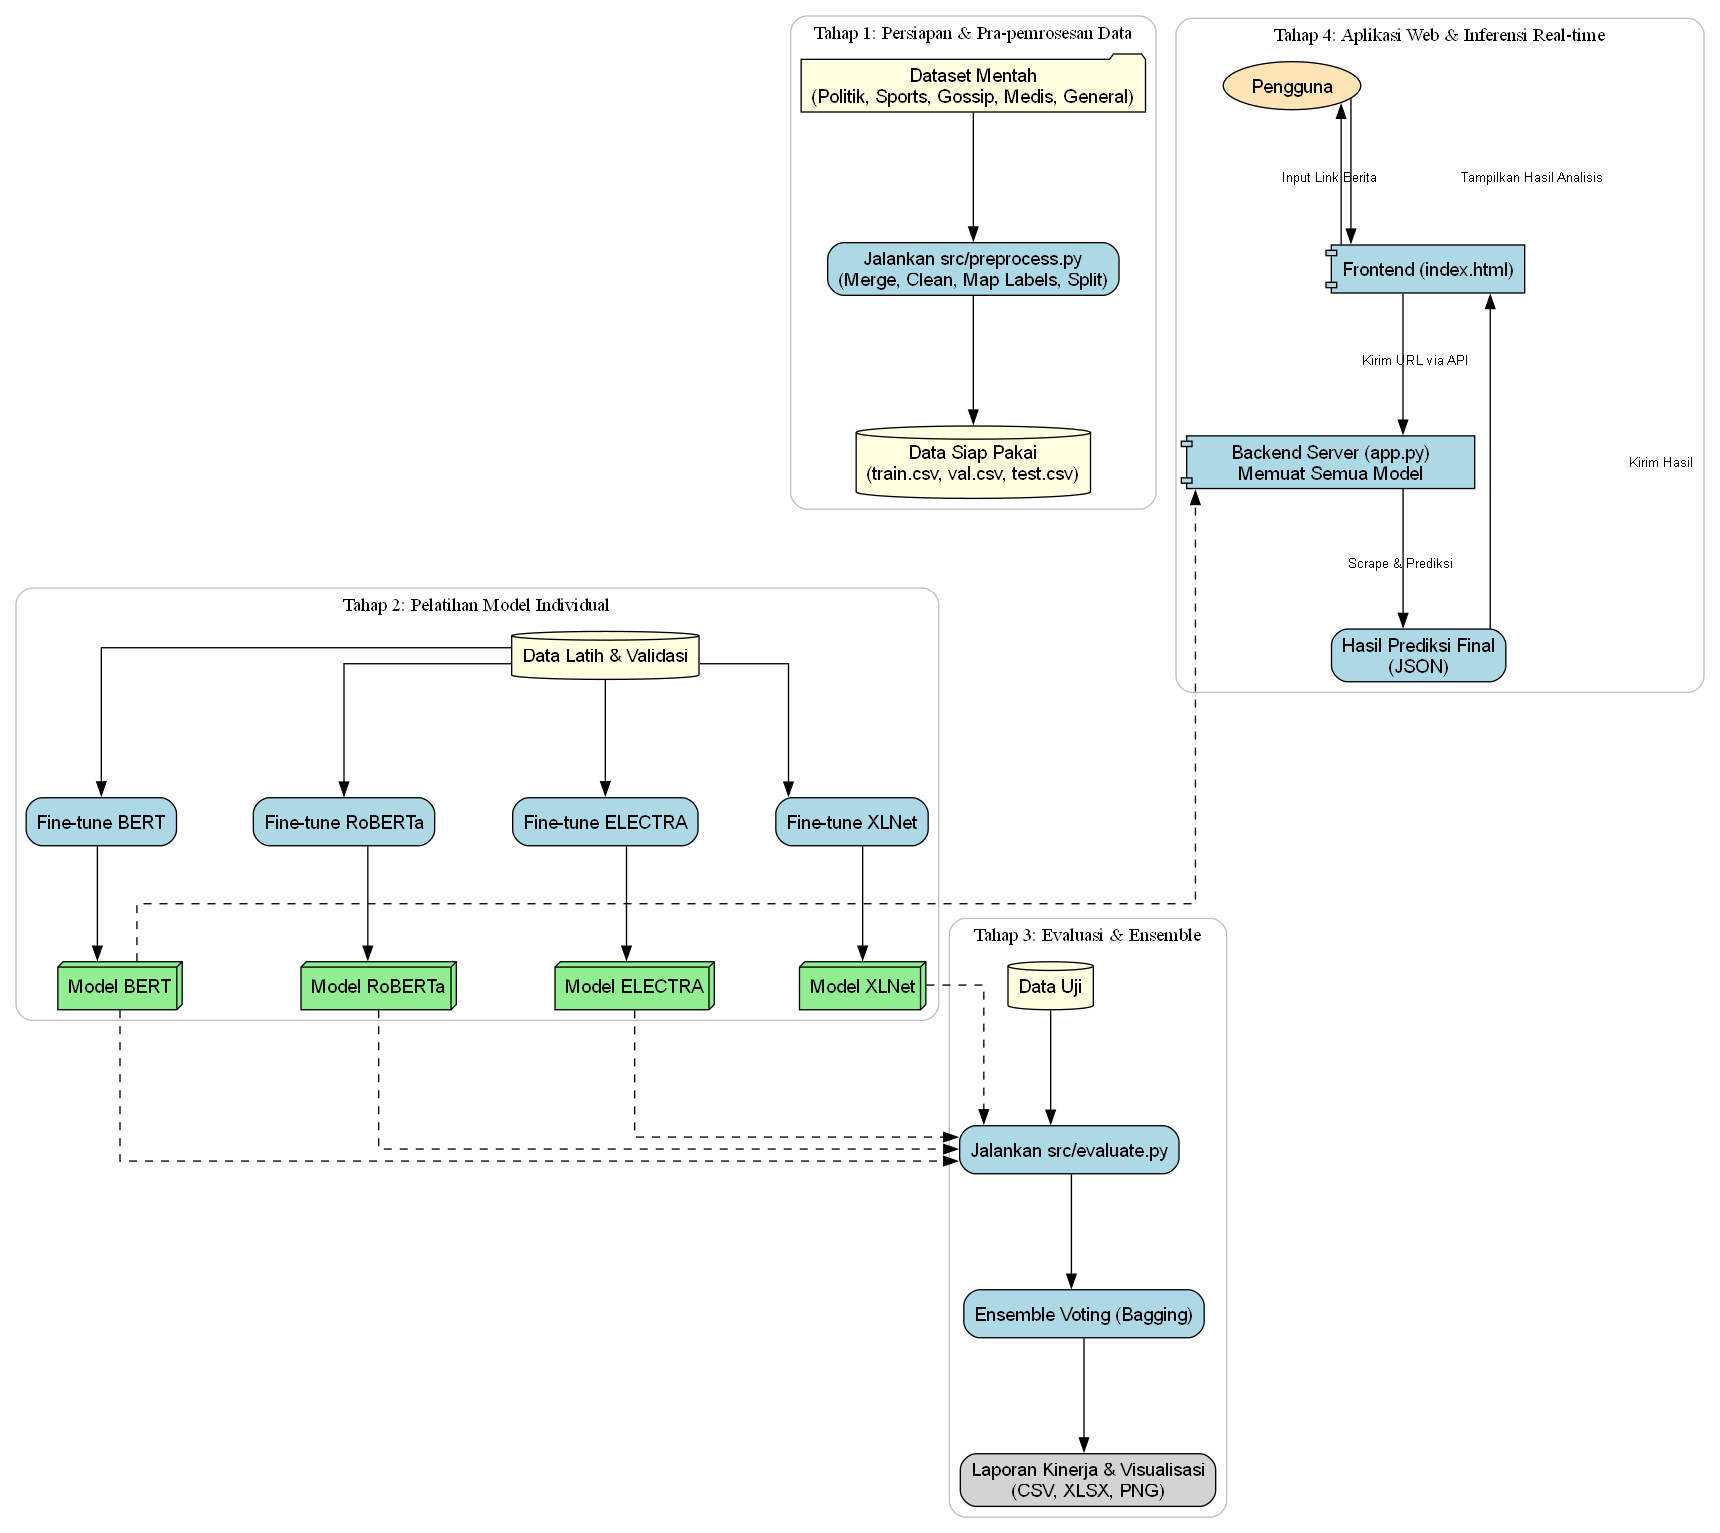 Tahap 1: Persiapan & Pra-pemrosesan Data
Dataset Mentah
(Politik, Sports, Gossip, Medis, General)
Jalankan src/preprocess.py
(Merge, Clean, Map Labels, Split)
Data Siap Pakai
(train.csv, val.csv, test.csv)
Tahap 4: Aplikasi Web & Inferensi Real-time
Pengguna
Input Link Berita
Tampilkan Hasil Analisis
Frontend (index.html)
Kirim URL via API
Backend Server (app.py)
Memuat Semua Model
Kirim Hasil
Scrape & Prediksi
Hasil Prediksi Final
(JSON)
Tahap 2: Pelatihan Model Individual
Data Latih & Validasi
Fine-tune BERT
Fine-tune RoBERTa
Fine-tune ELECTRA
Fine-tune XLNet
Model BERT
Model RoBERTa
Model ELECTRA
Model XLNet
Tahap 3: Evaluasi & Ensemble
Data Uji
Jalankan src/evaluate.py
Ensemble Voting (Bagging)
Laporan Kinerja & Visualisasi
(CSV, XLSX, PNG)